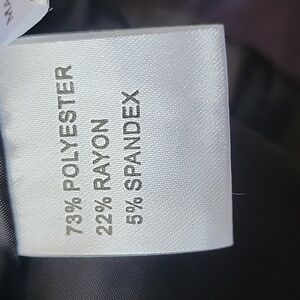 73% POLYESTER
22% RAYON
5% SPANDEX